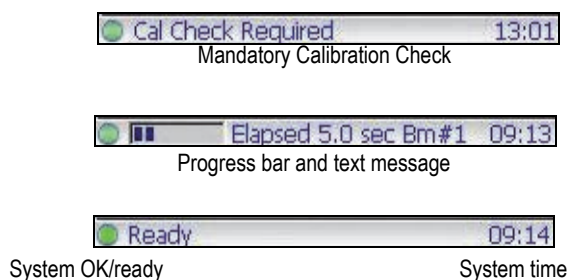 Cal Check Required 13:01
Mandatory Calibration Check
Elapsed 5.0 sec Bm#1 09:13
Progress bar and text message
Ready 09:14
System OK/ready System time